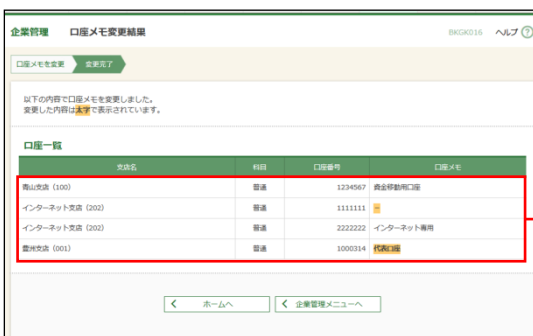 企業管理 口座メモ変更結果 BKGK016 ヘルプ ?
口座メモを変更 変更完了
以下の内容で口座メモを変更しました。
変更した内容は太字で表示されています。
口座一覧
支店名 科目 口座番号 口座メモ
青山支店（100） 普通 1234567 資金移動用口座
インターネット支店（202） 普通 1111111 －
インターネット支店（202） 普通 2222222 インターネット専用
豊洲支店（001） 普通 1000314 代表口座
ホームへ 企業管理メニューへ